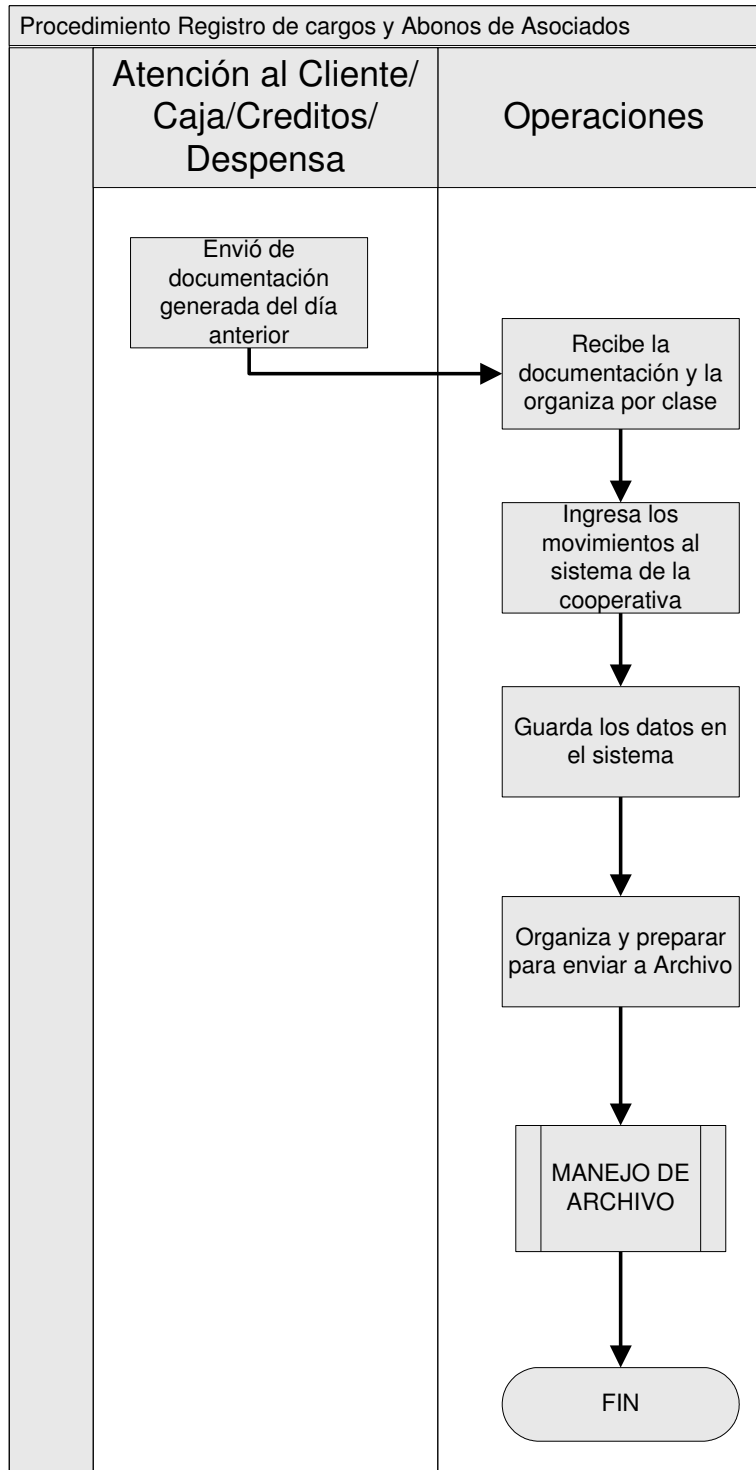 Procedimiento Registro de cargos y Abonos de Asociados
Atención al Cliente/
Caja/Creditos/
Despensa
Operaciones
Envió de
documentación
generada del día
anterior
Recibe la
documentación y la
organiza por clase
Ingresa los
movimientos al
sistema de la
cooperativa
Guarda los datos en
el sistema
Organiza y preparar
para enviar a Archivo
MANEJO DE
ARCHIVO
FIN